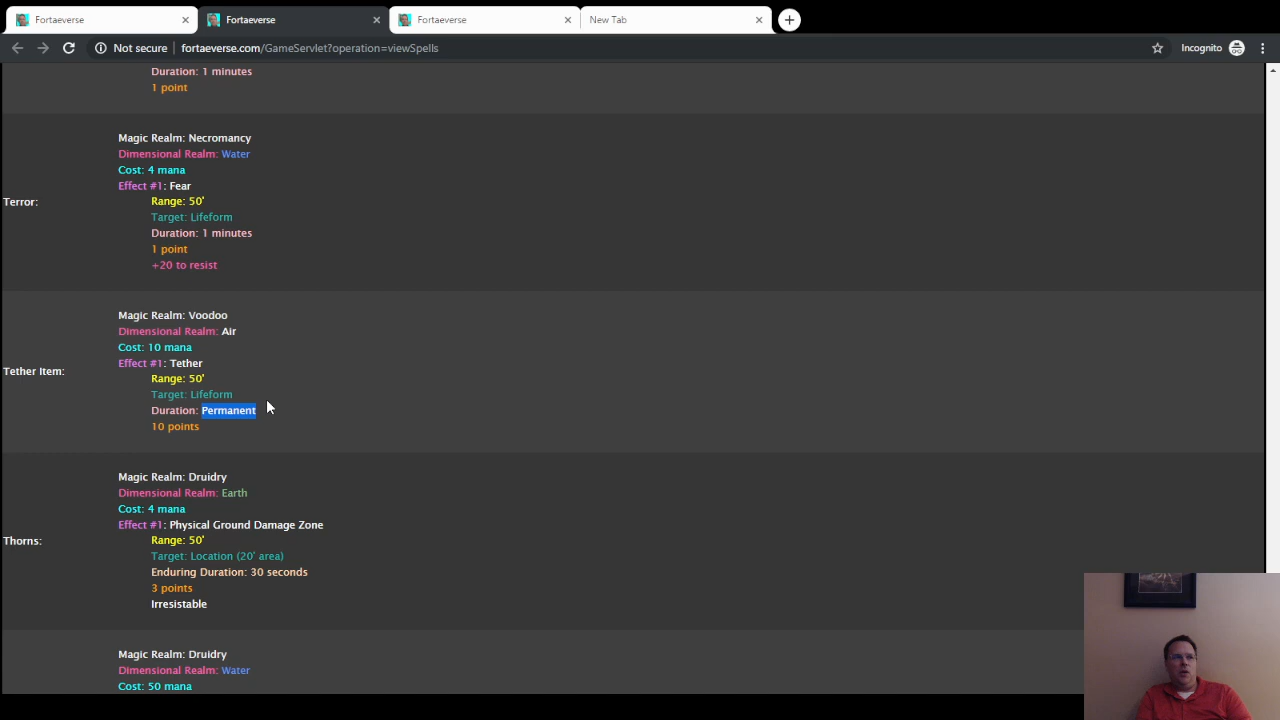 Fortaeverse
Fortaeverse
Fortaeverse
New Tab
Not secure
fortaeverse.com/GameServlet?operation=viewSpells
Incognito
Duration: 1 minutes
1 point
Terror:
Magic Realm: Necromancy
Dimensional Realm: Water
Cost: 4 mana
Effect #1: Fear
Range: 50'
Target: Lifeform
Duration: 1 minutes
1 point
+20 to resist
Tether Item:
Magic Realm: Voodoo
Dimensional Realm: Air
Cost: 10 mana
Effect #1: Tether
Range: 50'
Target: Lifeform
Duration: Permanent
10 points
Thorns:
Magic Realm: Druidry
Dimensional Realm: Earth
Cost: 4 mana
Effect #1: Physical Ground Damage Zone
Range: 50'
Target: Location (20' area)
Enduring Duration: 30 seconds
3 points
Irresistable
Magic Realm: Druidry
Dimensional Realm: Water
Cost: 50 mana